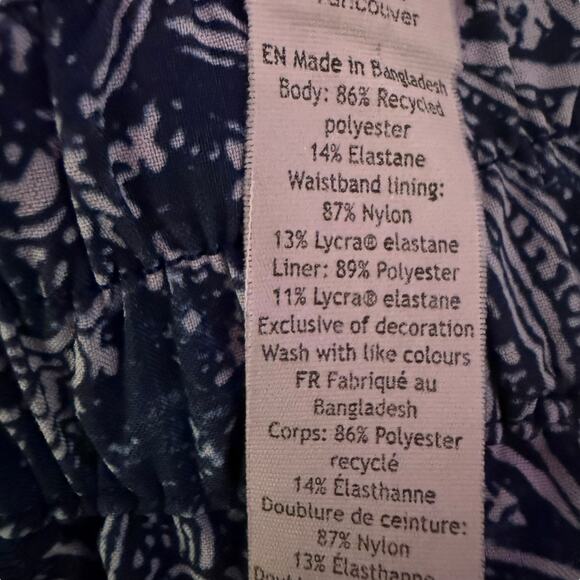 Vancouver
EN Made in Bangladesh
Body: 86% Recycled
polyester
14% Elastane
Waistband lining:
87% Nylon
13% Lycra® elastane
Liner: 89% Polyester
11% Lycra® elastane
Exclusive of decoration
Wash with like colours
FR Fabriqué au
Bangladesh
Corps: 86% Polyester
recyclé
14% Élasthanne
Doublure de ceinture:
87% Nylon
13% Élasthanne